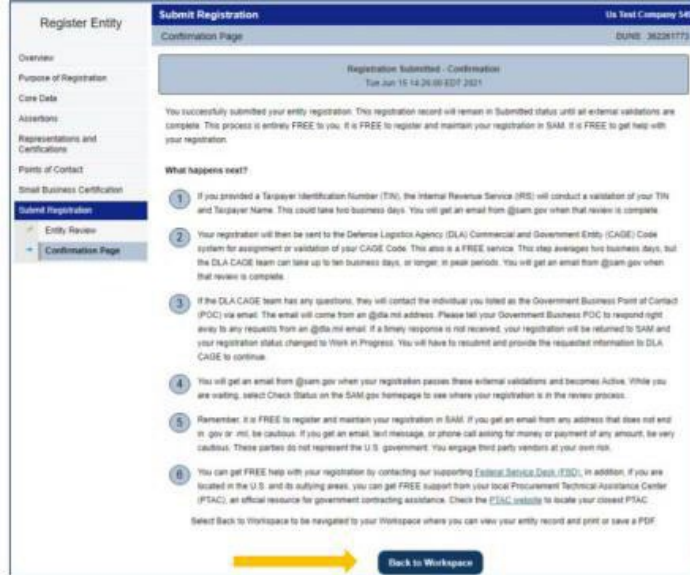 Register Entity
Overview
Purpose of Registration
Core Data
Assertions
Representations and
Certifications
Points of Contact
Small Business Certification
Submit Registration
Entity Review
Confirmation Page
Submit Registration
Us Test Company 549
Confirmation Page
DUNS 362261773
Registration Submitted - Confirmation
Tue Jun 15 14:26:00 EDT 2021
You successfully submitted your entity registration. This registration record will remain in Submitted status until all external validations are
complete. This process is entirely FREE to you. It is FREE to register and maintain your registration in SAM. It is FREE to get help with
your registration.
What happens next?
1 If you provided a Taxpayer Identification Number (TIN), the Internal Revenue Service (IRS) will conduct a validation of your TIN
and Taxpayer Name. This could take two business days. You will get an email from @sam.gov when that review is complete.
2 Your registration will then be sent to the Defense Logistics Agency (DLA) Commercial and Government Entity (CAGE) Code
system for assignment or validation of your CAGE Code. This also is a FREE service. This step averages two business days, but
the DLA CAGE team can take up to ten business days, or longer, in peak periods. You will get an email from @sam.gov when
that review is complete.
3 If the DLA CAGE team has any questions, they will contact the individual you listed as the Government Business Point of Contact
(POC) via email. The email will come from an @dla.mil address. Please tell your Government Business POC to respond right
away to any requests from an @dla.mil email. If a timely response is not received, your registration will be returned to SAM and
your registration status changed to Work in Progress. You will have to resubmit and provide the requested information to DLA
CAGE to continue.
4 You will get an email from @sam.gov when your registration passes these external validations and becomes Active. While you
are waiting, select Check Status on the SAM.gov homepage to see where your registration is in the review process.
5 Remember, it is FREE to register and maintain your registration in SAM. If you get an email from any address that does not end
in .gov or .mil, be cautious. If you get an email, text message, or phone call asking for money or payment of any amount, be very
cautious. These parties do not represent the U.S. government. You engage third party vendors at your own risk.
6 You can get FREE help with your registration by contacting our supporting Federal Service Desk (FSD). In addition, if you are
located in the U.S. and its outlying areas, you can get FREE support from your local Procurement Technical Assistance Center
(PTAC), an official resource for government contracting assistance. Check the PTAC website to locate your closest PTAC
Select Back to Workspace to be navigated to your Workspace where you can view your entity record and print or save a PDF.
Back to Workspace